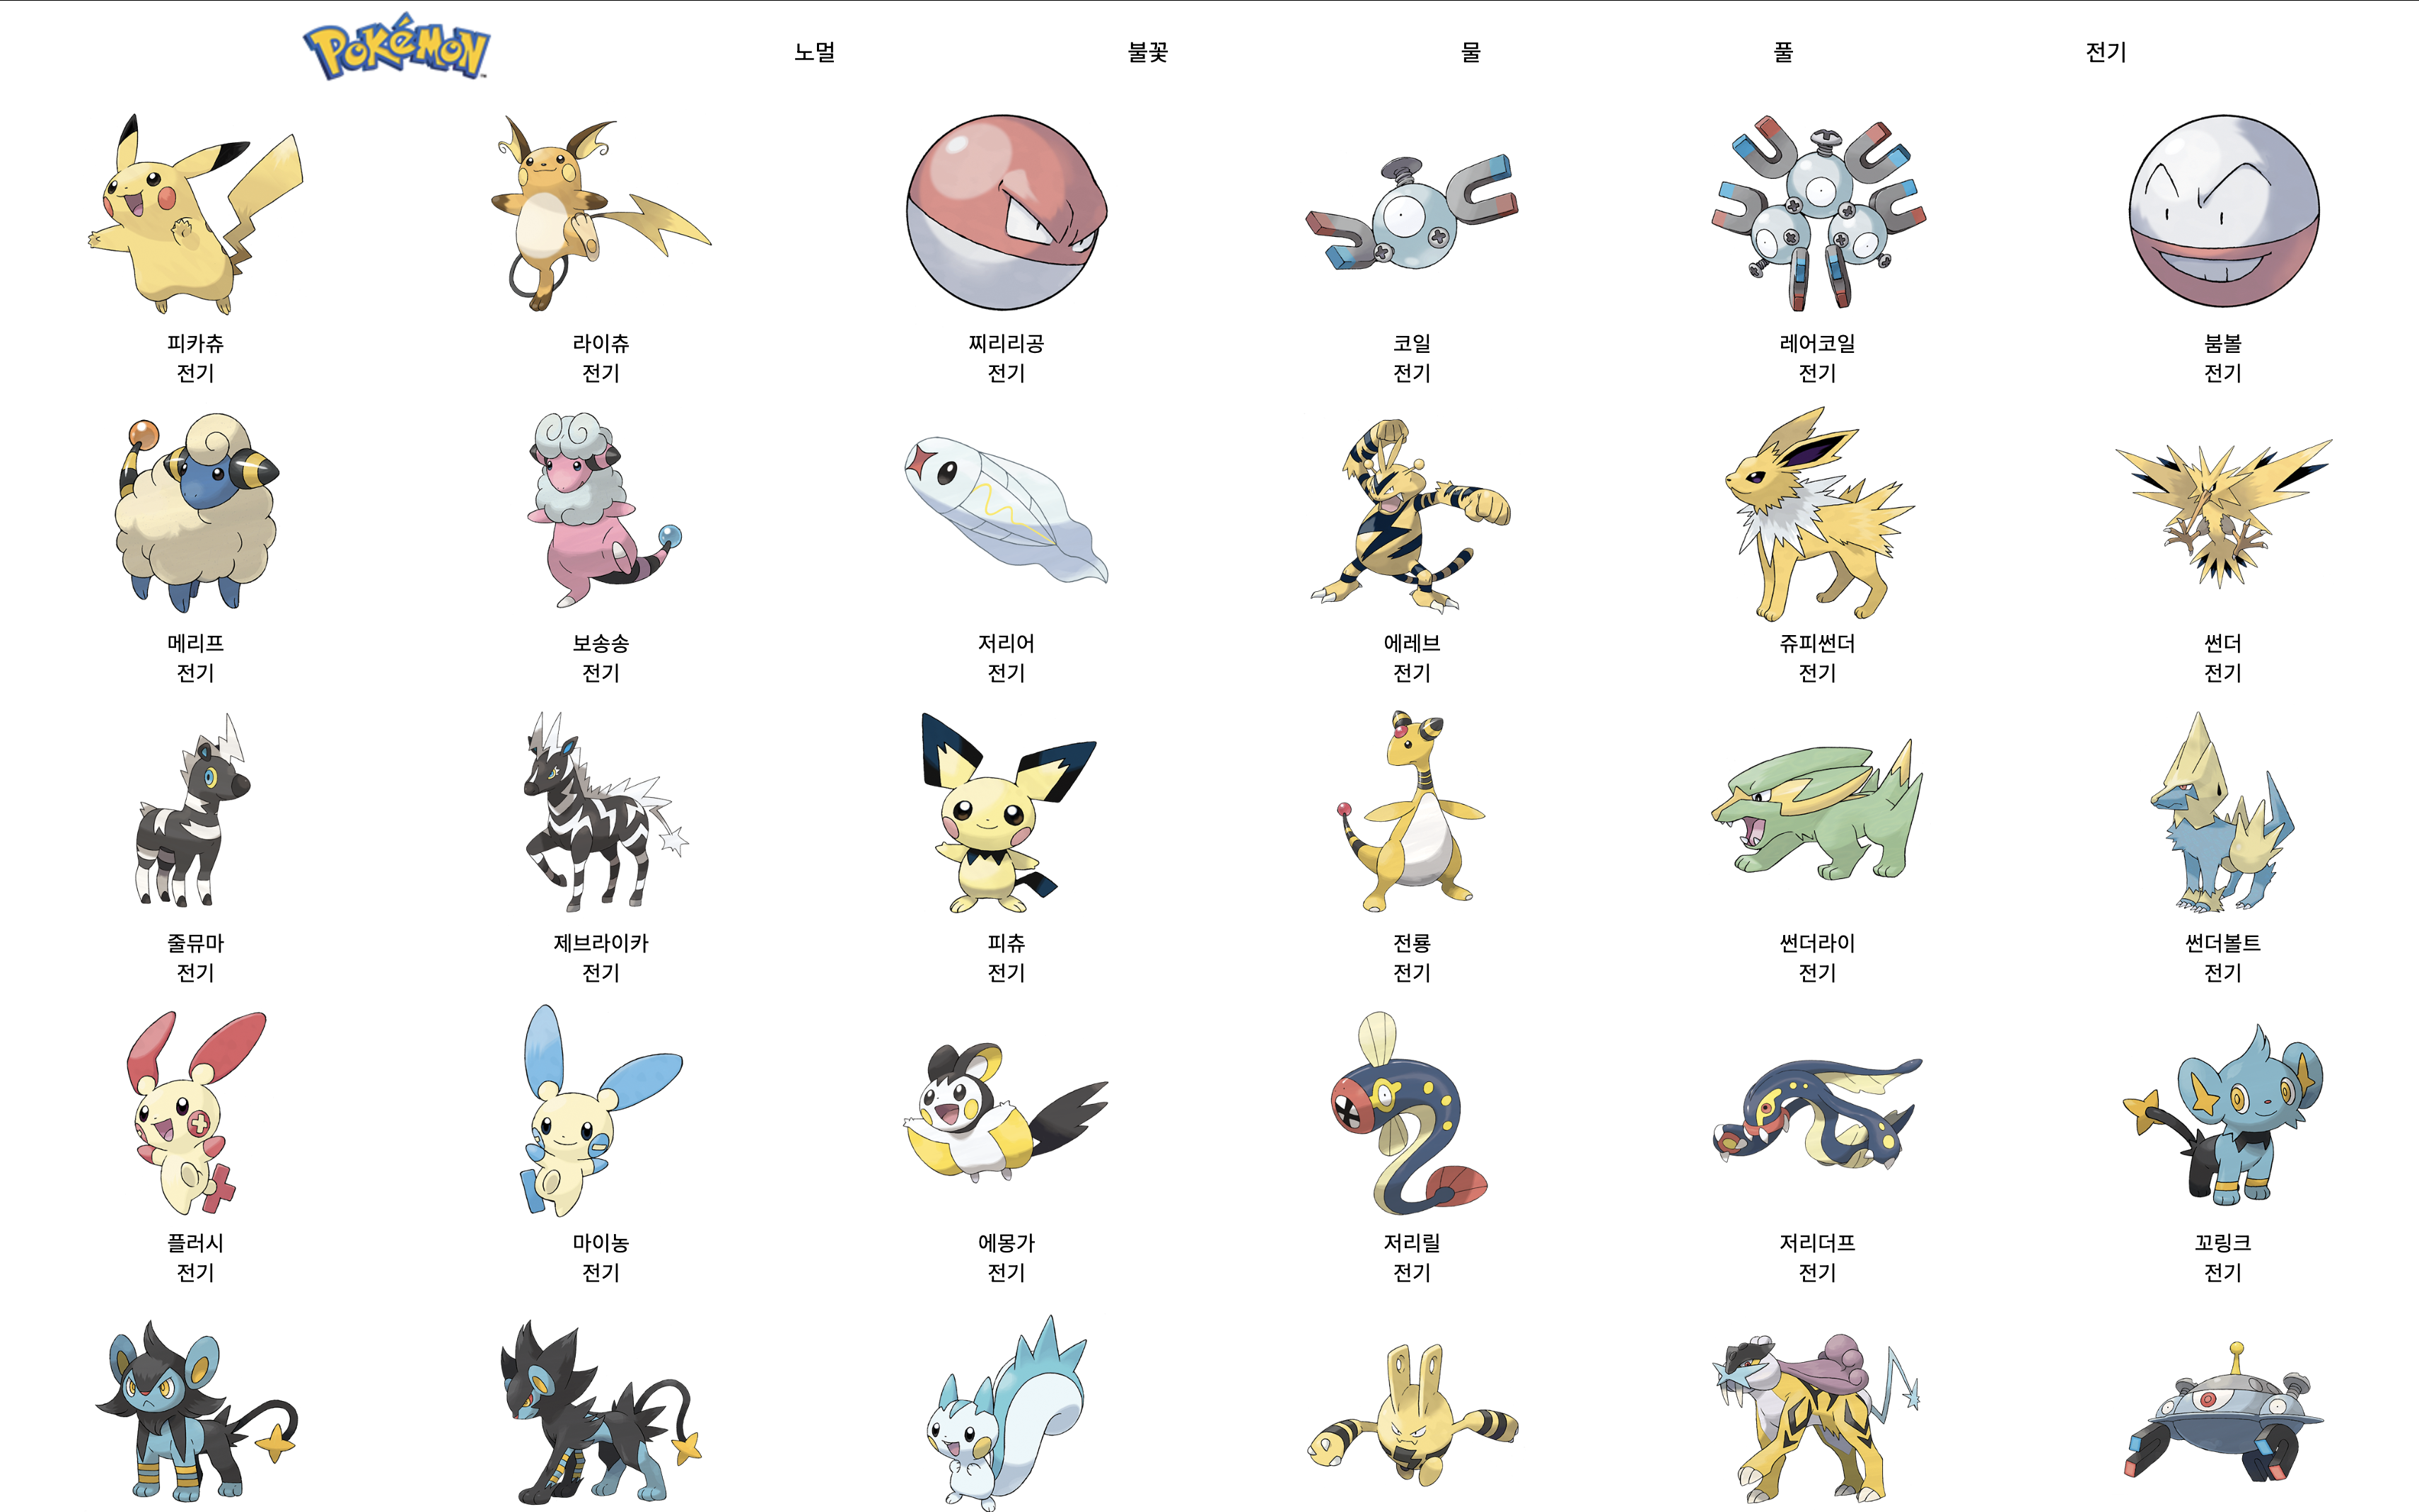 POKéMON
노멀
불꽃
물
풀
전기
피카츄
전기
라이츄
전기
찌리리공
전기
코일
전기
레어코일
전기
붐볼
전기
메리프
전기
보송송
전기
저리어
전기
에레브
전기
쥬피썬더
전기
썬더
전기
줄뮤마
전기
제브라이카
전기
피츄
전기
전룡
전기
썬더라이
전기
썬더볼트
전기
플러시
전기
마이농
전기
에몽가
전기
저리릴
전기
저리더프
전기
꼬링크
전기